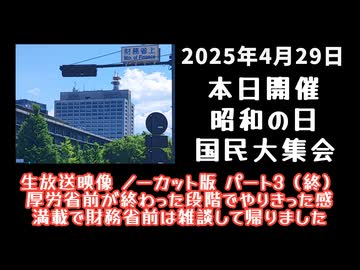 財務省上
Min. of Finance
2025年4月29日
本日開催
昭和の日
国民大集会
生放送映像 ノーカット版 パート3（終）
厚労省前が終わった段階でやりきった感
満載で財務省前は雑談して帰りました